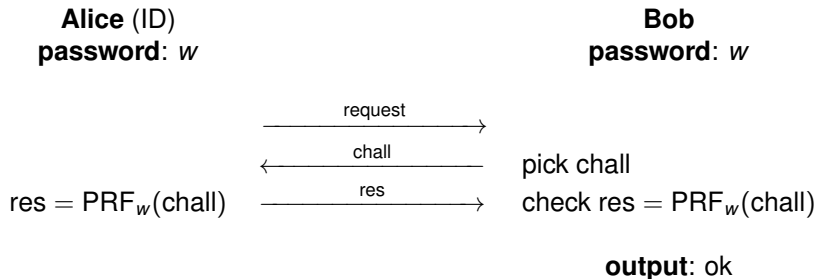 Alice (ID) Bob
password: w password: w
request
chall
pick chall
res
res = PRF_w(chall) check res = PRF_w(chall)
output: ok